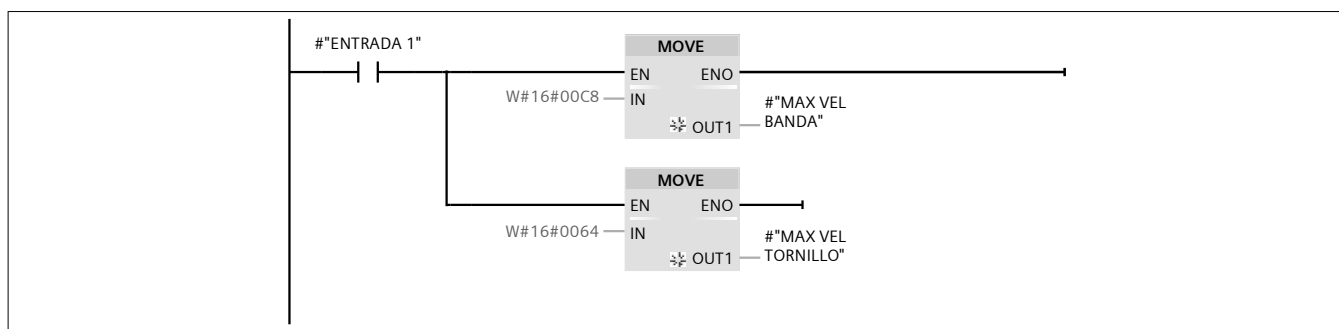 #"ENTRADA 1"
MOVE
EN ENO
W#16#00C8 IN
#"MAX VEL
OUT1 BANDA"
MOVE
EN ENO
W#16#0064 IN
#"MAX VEL
OUT1 TORNILLO"